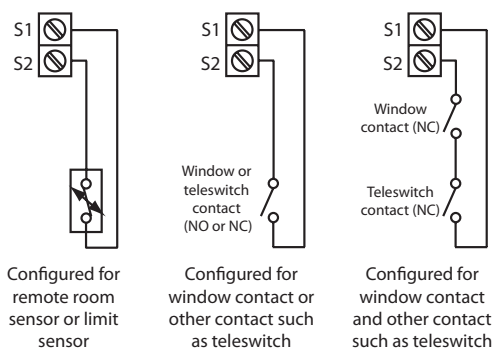 S1
S2
Configured for
remote room
sensor or limit
sensor
S1
S2
Window or
teleswitch
contact
(NO or NC)
Configured for
window contact or
other contact such
as teleswitch
S1
S2
Window
contact (NC)
Teleswitch
contact (NC)
Configured for
window contact
and other contact
such as teleswitch